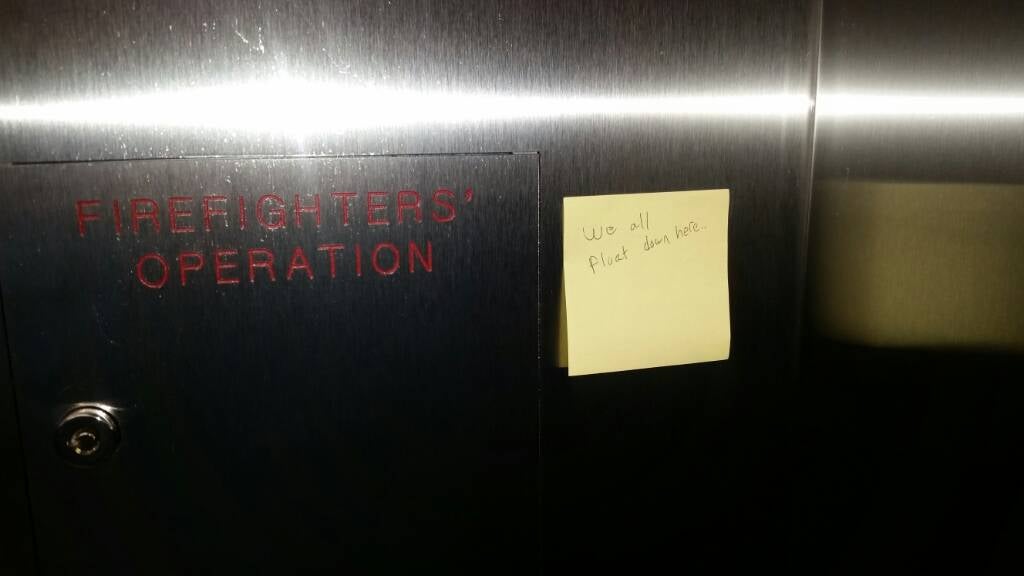 FIREFIGHTERS'
OPERATION
We all
float down here..